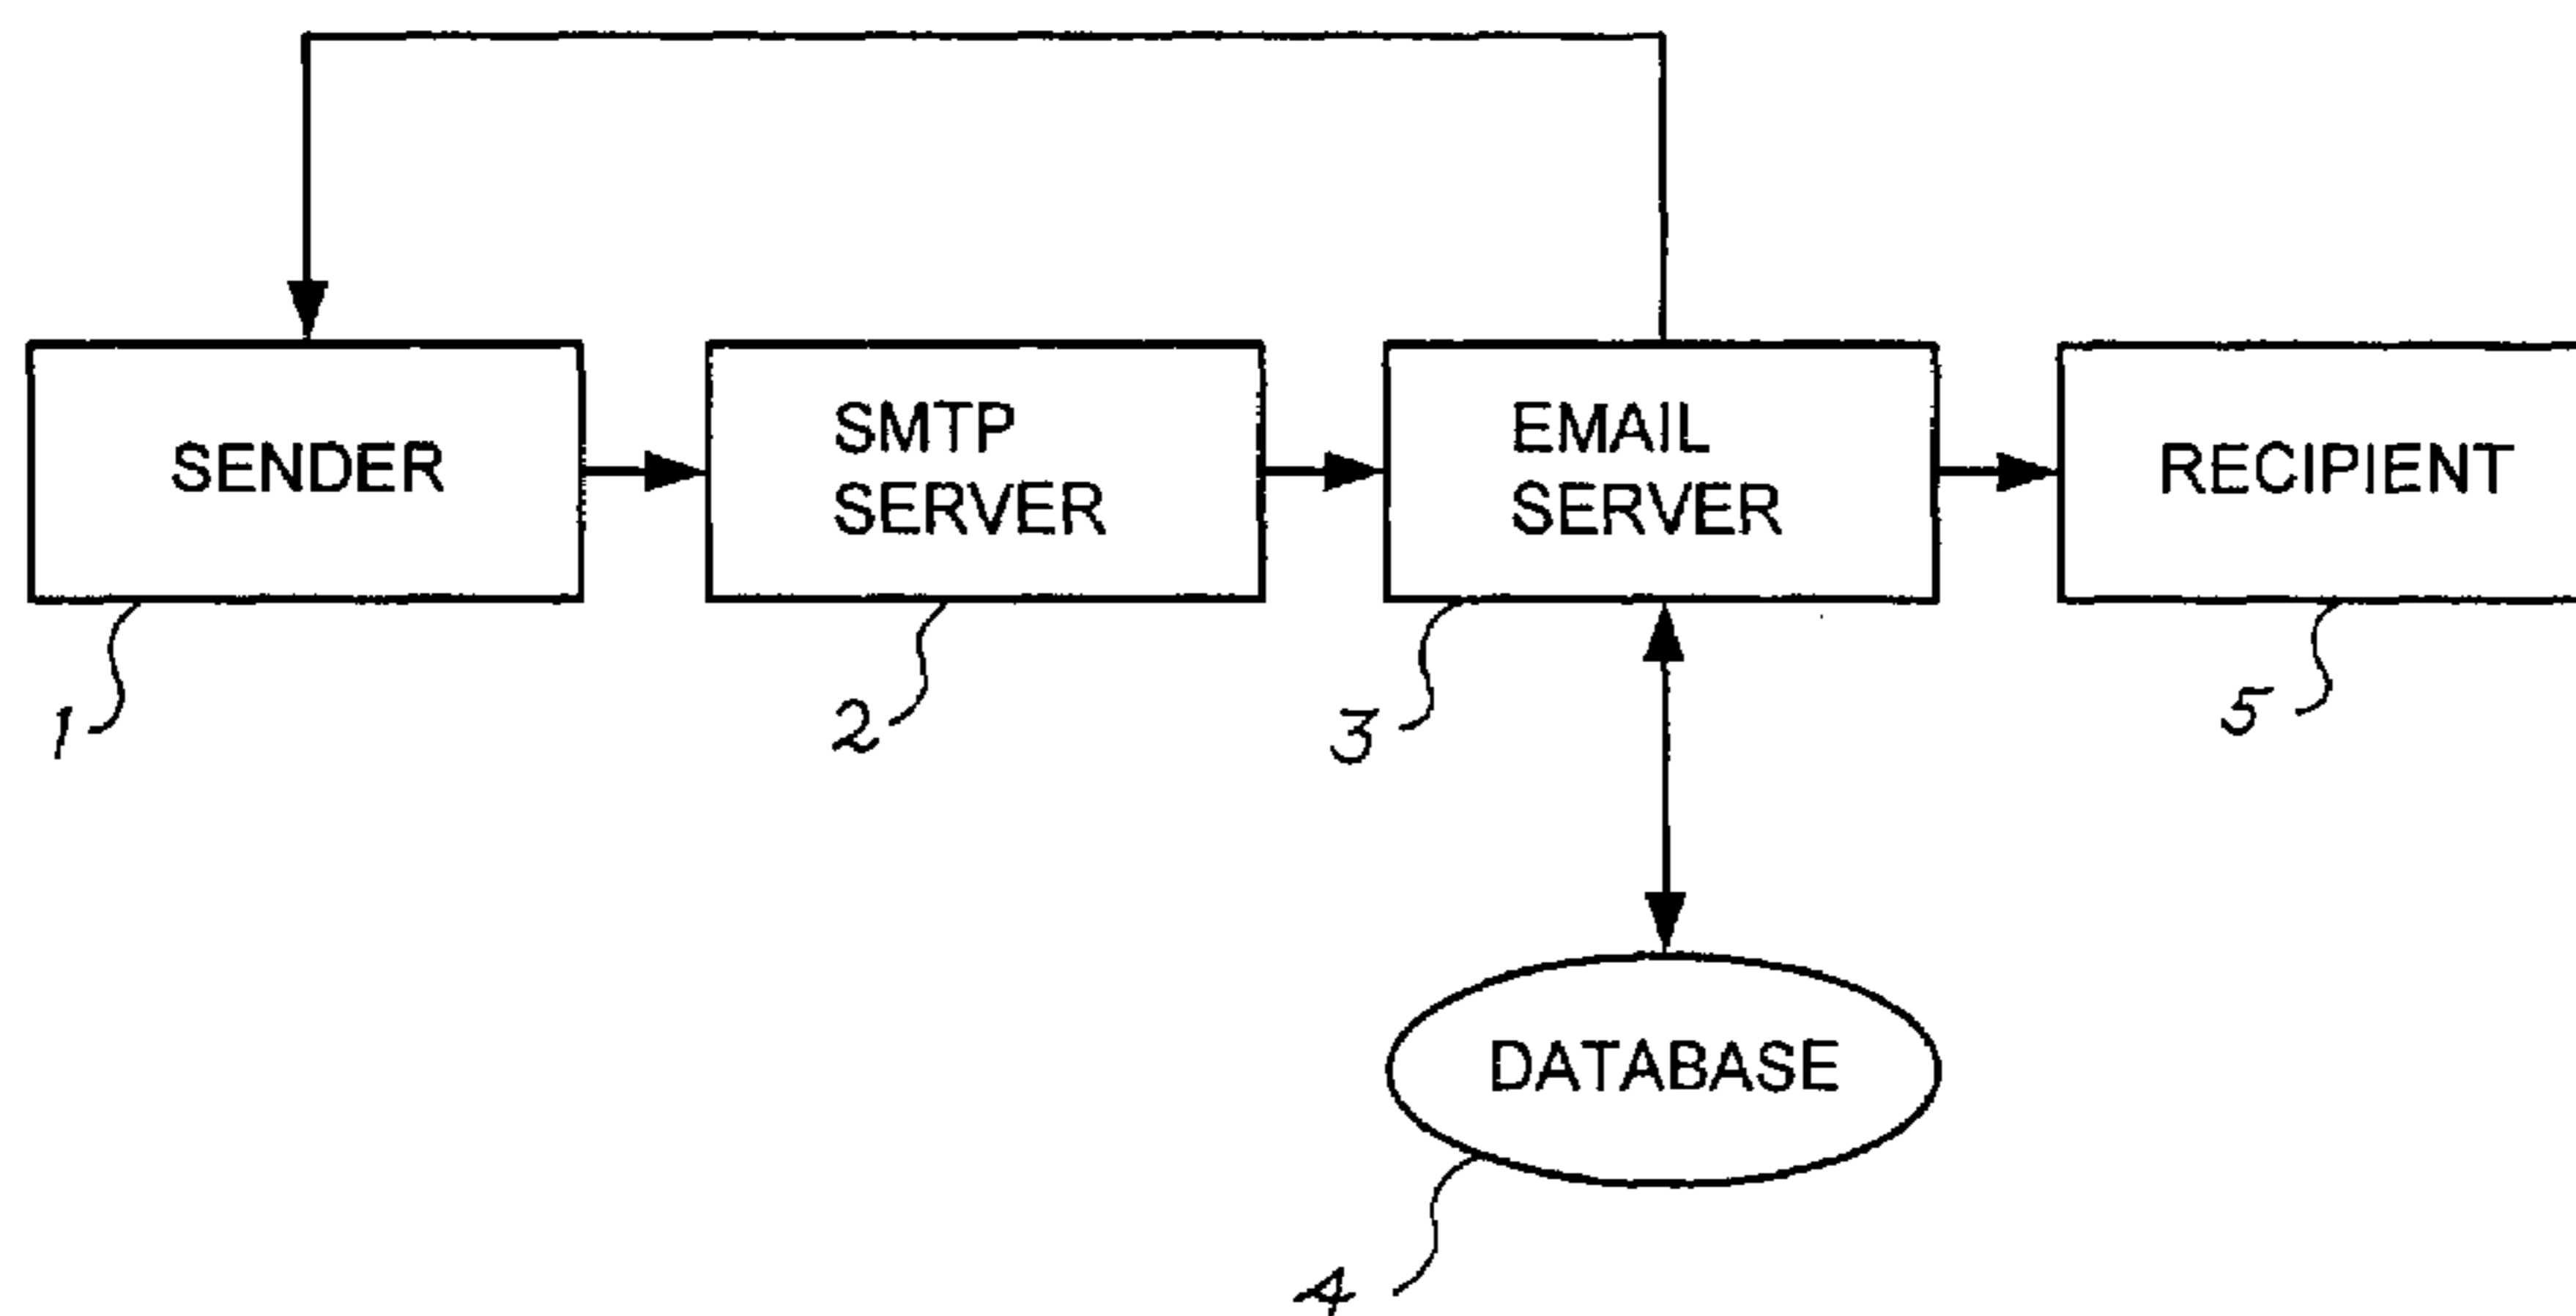 SENDER
SMTP
SERVER
EMAIL
SERVER
RECIPIENT
1
2
3
5
DATABASE
4